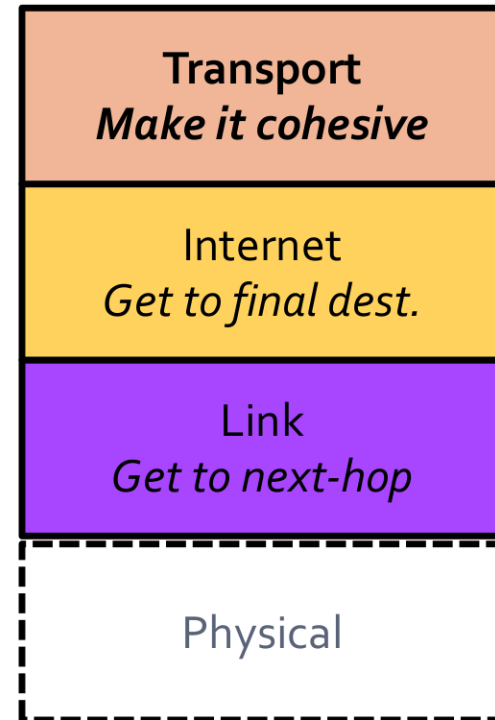 Transport
Make it cohesive
Internet
Get to final dest.
Link
Get to next-hop
Physical